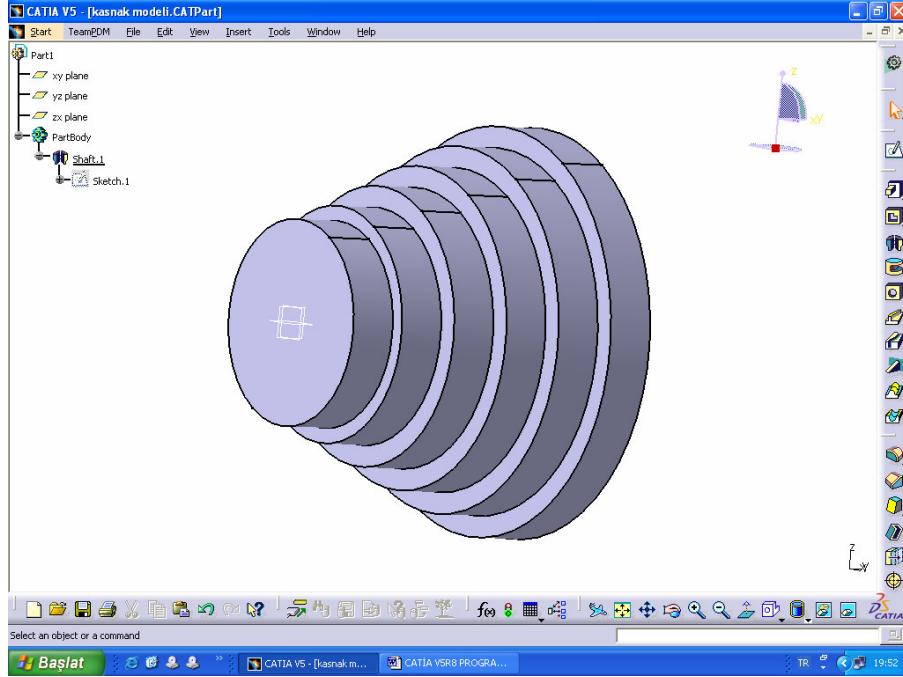 CATIA V5 - [kasnak modeli.CATPart]
Start TeamPDM File Edit View Insert Tools Window Help
Part1
xy plane
yz plane
zx plane
PartBody
Shaft.1
Sketch.1
z
xY
z
y
f(x)
CATIA
Select an object or a command
Başlat
CATIA V5 - [kasnak m...
CATİA V5R8 PROGRA...
TR
19:52